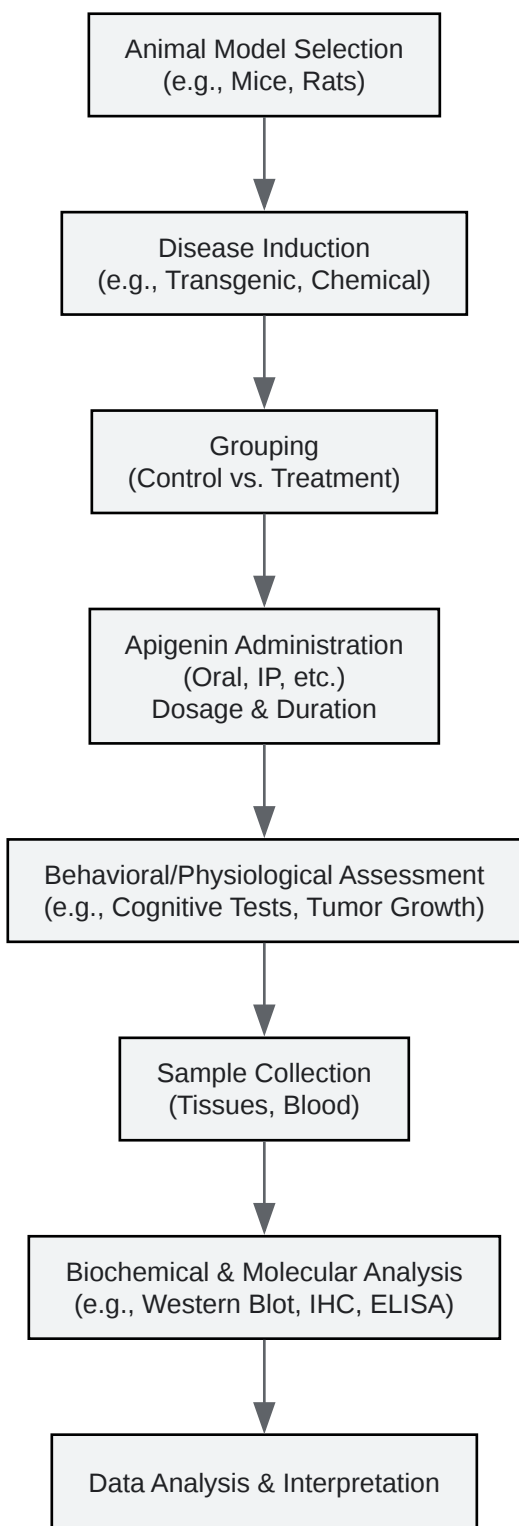 Animal Model Selection
(e.g., Mice, Rats)
Disease Induction
(e.g., Transgenic, Chemical)
Grouping
(Control vs. Treatment)
Apigenin Administration
(Oral, IP, etc.)
Dosage & Duration
Behavioral/Physiological Assessment
(e.g., Cognitive Tests, Tumor Growth)
Sample Collection
(Tissues, Blood)
Biochemical & Molecular Analysis
(e.g., Western Blot, IHC, ELISA)
Data Analysis & Interpretation